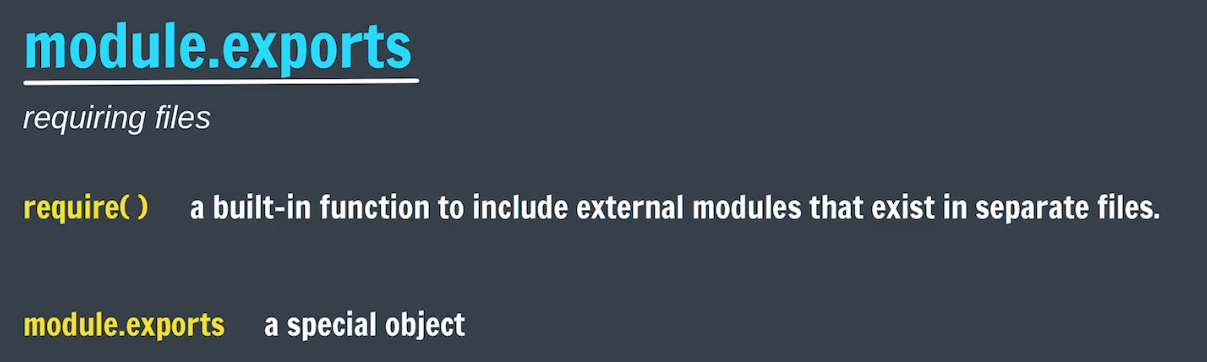 module.exports
requiring files
require( ) a built-in function to include external modules that exist in separate files.
module.exports a special object